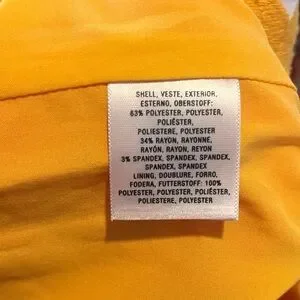 SHELL, VESTE, EXTERIOR,
ESTERNO, OBERSTOFF:
63% POLYESTER, POLYESTER,
POLIÉSTER,
POLIESTERE, POLYESTER
34% RAYON, RAYONNE,
RAYÓN, RAYON, REYON
3% SPANDEX, SPANDEX, SPANDEX,
SPANDEX, SPANDEX
LINING, DOUBLURE, FORRO,
FODERA, FUTTERSTOFF: 100%
POLYESTER, POLYESTER, POLIÉSTER,
POLIESTERE, POLYESTER